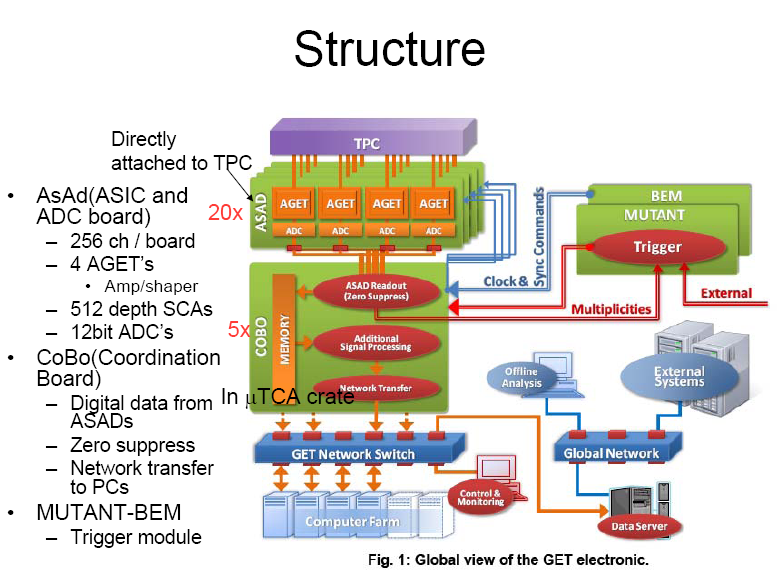 Structure
Directly
attached to TPC
• AsAd(ASIC and
ADC board)
– 256 ch / board
– 4 AGET's
• Amp/shaper
– 512 depth SCAs
– 12bit ADC's
• CoBo(Coordination
Board)
– Digital data from
ASADs
– Zero suppress
– Network transfer
to PCs
• MUTANT-BEM
– Trigger module
20x
5x
In μTCA crate
TPC
ASAD
AGET AGET AGET AGET
ADC ADC ADC ADC
COBO
MEMORY
ASAD Readout
(Zero Suppress)
Additional
Signal Processing
Network Transfer
Clock &
Sync Commands
BEM
MUTANT
Trigger
Multiplicities
External
GET Network Switch
Computer Farm
Control &
Monitoring
Offline
Analysis
External
Systems
Global Network
Data Server
Fig. 1: Global view of the GET electronic.